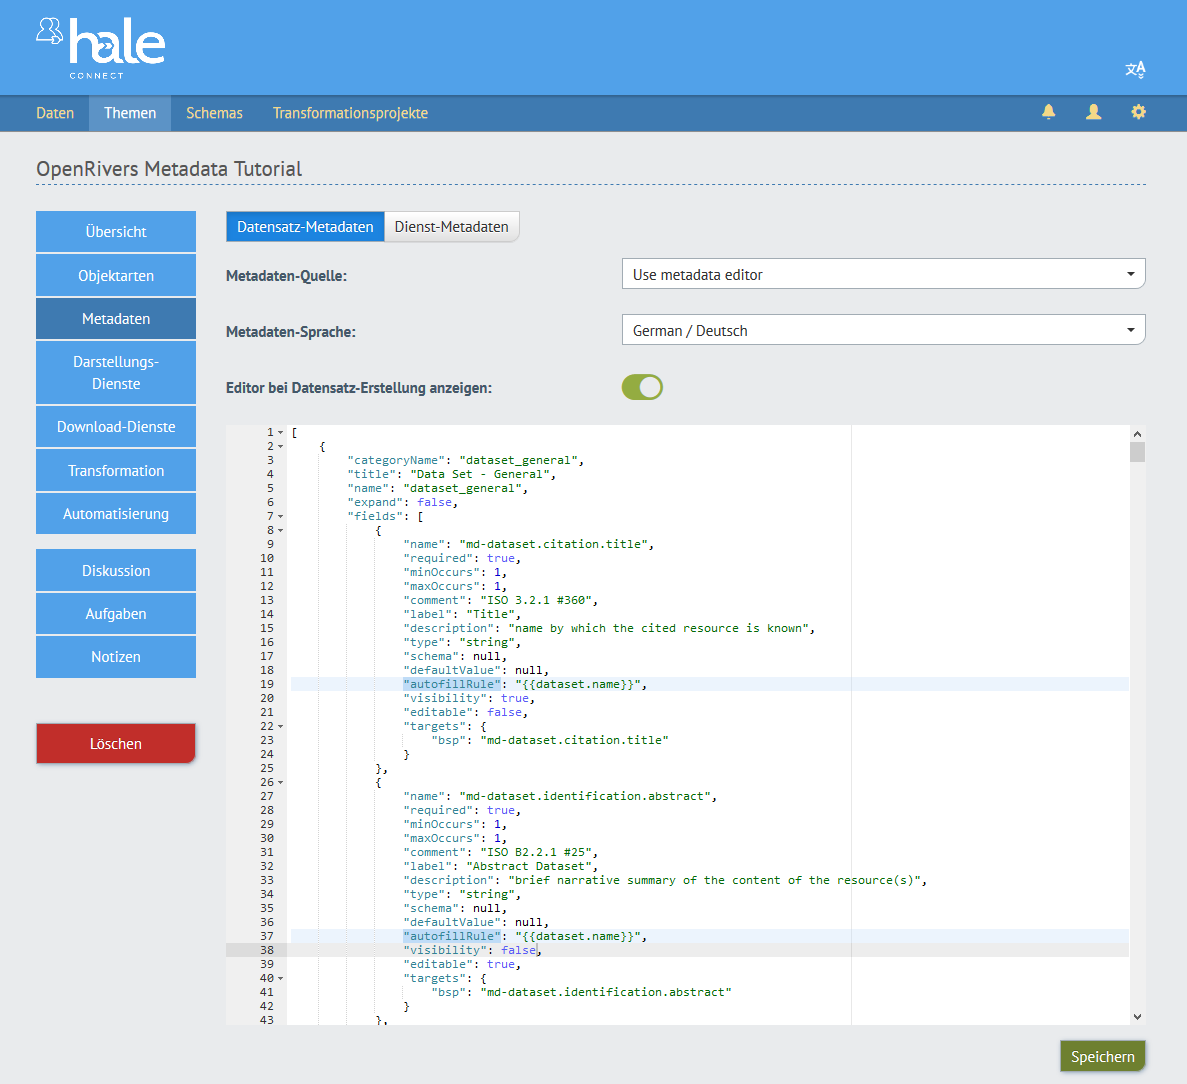 hale
CONNECT
Daten Themen Schemas Transformationsprojekte
OpenRivers Metadata Tutorial
Übersicht
Objektarten
Metadaten
Darstellungs-
Dienste
Download-Dienste
Transformation
Automatisierung
Diskussion
Aufgaben
Notizen
Löschen
Datensatz-Metadaten Dienst-Metadaten
Metadaten-Quelle: Use metadata editor
Metadaten-Sprache: German / Deutsch
Editor bei Datensatz-Erstellung anzeigen:
1 [
2 {
3 "categoryName": "dataset_general",
4 "title": "Data Set - General",
5 "name": "dataset_general",
6 "expand": false,
7 "fields": [
8 {
9 "name": "md-dataset.citation.title",
10 "required": true,
11 "minOccurs": 1,
12 "maxOccurs": 1,
13 "comment": "ISO 3.2.1 #360",
14 "label": "Title",
15 "description": "name by which the cited resource is known",
16 "type": "string",
17 "schema": null,
18 "defaultValue": null,
19 "autofillRule": "{{dataset.name}}",
20 "visibility": true,
21 "editable": false,
22 "targets": {
23 "bsp": "md-dataset.citation.title"
24 }
25 },
26 {
27 "name": "md-dataset.identification.abstract",
28 "required": true,
29 "minOccurs": 1,
30 "maxOccurs": 1,
31 "comment": "ISO B2.2.1 #25",
32 "label": "Abstract Dataset",
33 "description": "brief narrative summary of the content of the resource(s)",
34 "type": "string",
35 "schema": null,
36 "defaultValue": null,
37 "autofillRule": "{{dataset.name}}",
38 "visibility": false,
39 "editable": true,
40 "targets": {
41 "bsp": "md-dataset.identification.abstract"
42 }
43 },
Speichern